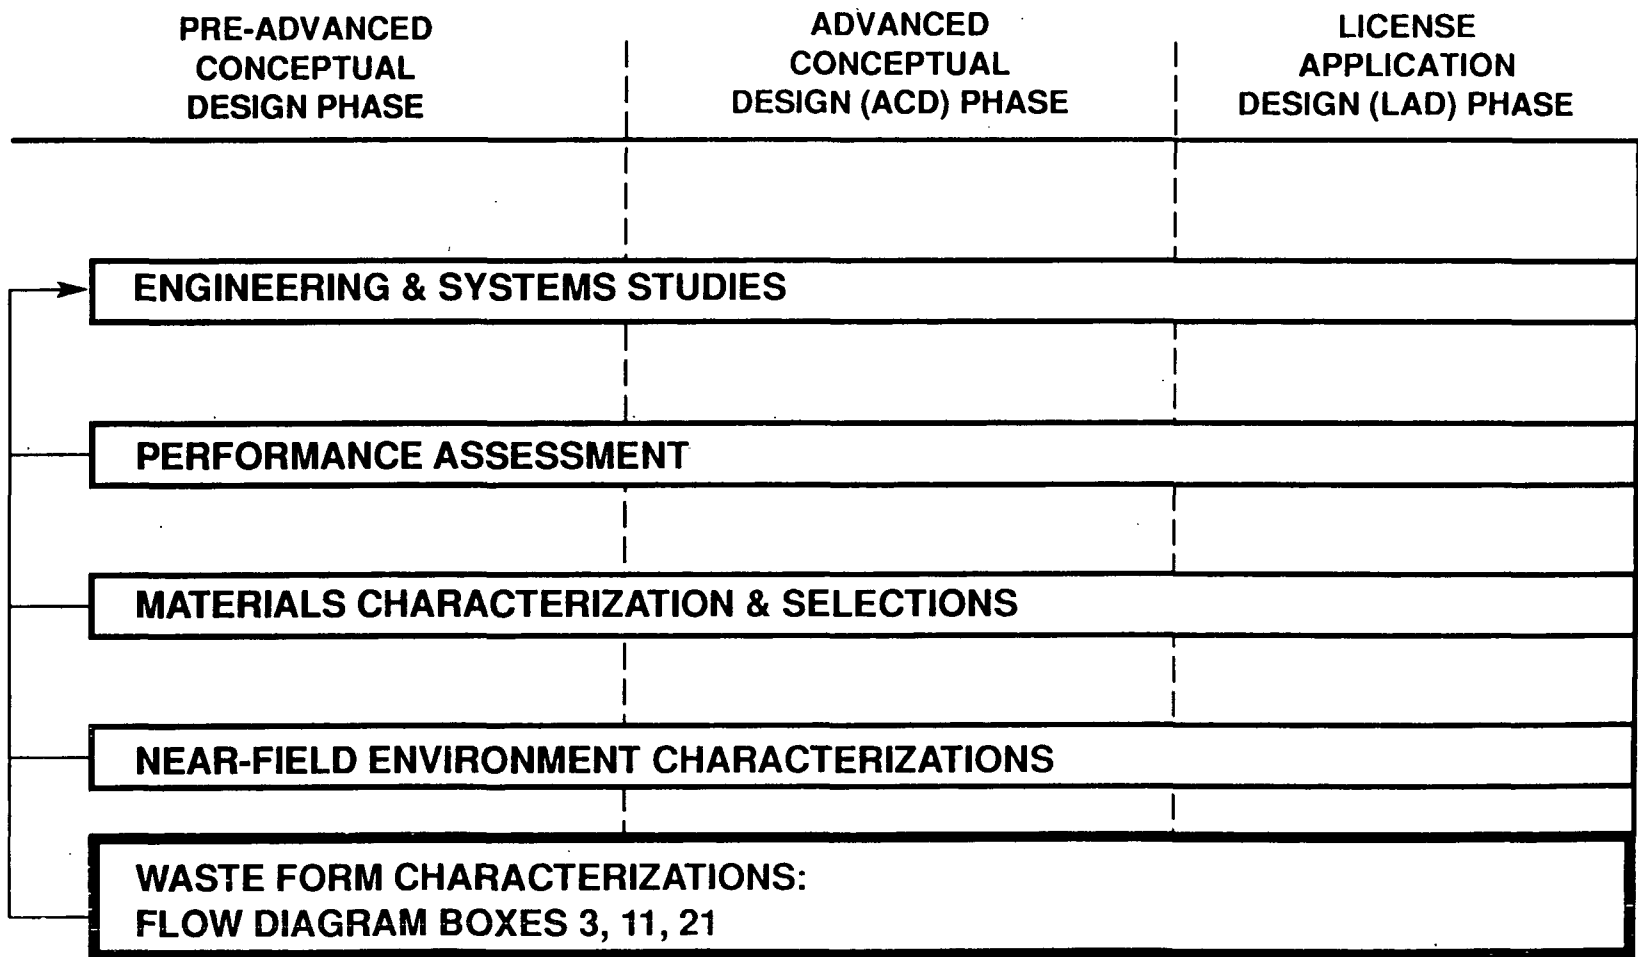 PRE-ADVANCED
CONCEPTUAL
DESIGN PHASE
ADVANCED
CONCEPTUAL
DESIGN (ACD) PHASE
LICENSE
APPLICATION
DESIGN (LAD) PHASE
ENGINEERING & SYSTEMS STUDIES
PERFORMANCE ASSESSMENT
MATERIALS CHARACTERIZATION & SELECTIONS
NEAR-FIELD ENVIRONMENT CHARACTERIZATIONS
WASTE FORM CHARACTERIZATIONS:
FLOW DIAGRAM BOXES 3, 11, 21